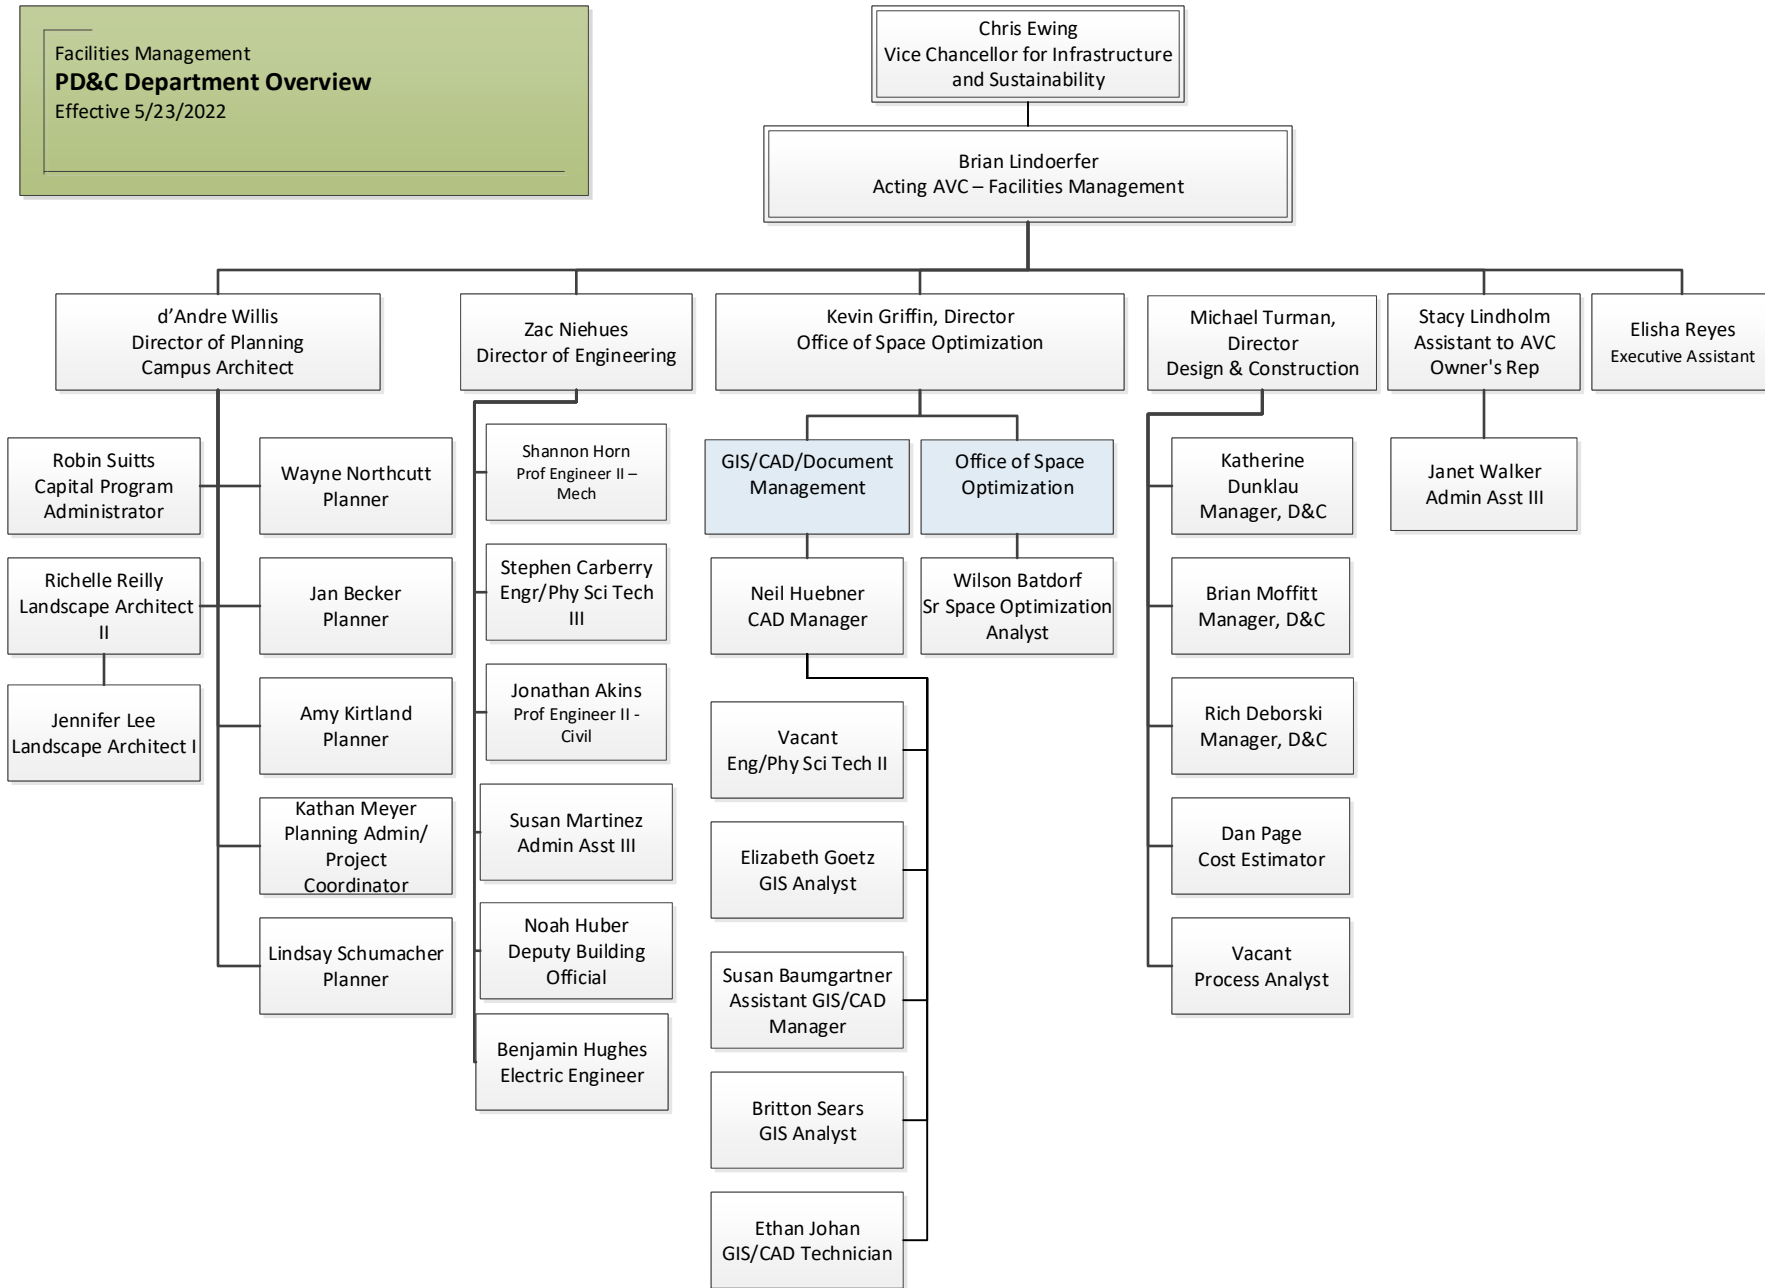 Facilities Management
PD&C Department Overview
Effective 5/23/2022
Chris Ewing
Vice Chancellor for Infrastructure
and Sustainability
Brian Lindoerfer
Acting AVC – Facilities Management
d’Andre Willis
Director of Planning
Campus Architect
Zac Niehues
Director of Engineering
Kevin Griffin, Director
Office of Space Optimization
Michael Turman,
Director
Design & Construction
Stacy Lindholm
Assistant to AVC
Owner's Rep
Elisha Reyes
Executive Assistant
Robin Suitts
Capital Program
Administrator
Richelle Reilly
Landscape Architect
II
Jennifer Lee
Landscape Architect I
Wayne Northcutt
Planner
Jan Becker
Planner
Amy Kirtland
Planner
Kathan Meyer
Planning Admin/
Project
Coordinator
Lindsay Schumacher
Planner
Shannon Horn
Prof Engineer II –
Mech
Stephen Carberry
Engr/Phy Sci Tech
III
Jonathan Akins
Prof Engineer II -
Civil
Susan Martinez
Admin Asst III
Noah Huber
Deputy Building
Official
Benjamin Hughes
Electric Engineer
GIS/CAD/Document
Management
Office of Space
Optimization
Neil Huebner
CAD Manager
Wilson Batdorf
Sr Space Optimization
Analyst
Vacant
Eng/Phy Sci Tech II
Elizabeth Goetz
GIS Analyst
Susan Baumgartner
Assistant GIS/CAD
Manager
Britton Sears
GIS Analyst
Ethan Johan
GIS/CAD Technician
Katherine
Dunklau
Manager, D&C
Brian Moffitt
Manager, D&C
Rich Deborski
Manager, D&C
Dan Page
Cost Estimator
Vacant
Process Analyst
Janet Walker
Admin Asst III